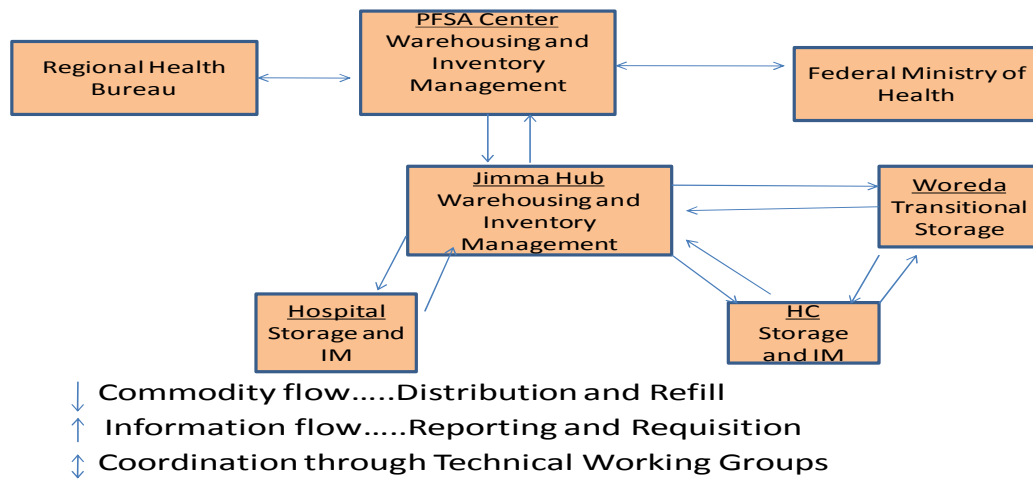 PFSA Center
Warehousing and
Inventory
Management
Regional Health
Bureau
Federal Ministry of
Health
Jimma Hub
Warehousing and
Inventory
Management
Woreda
Transitional
Storage
Hospital
Storage and
IM
HC
Storage
and IM
Commodity flow.....Distribution and Refill
Information flow.....Reporting and Requisition
Coordination through Technical Working Groups